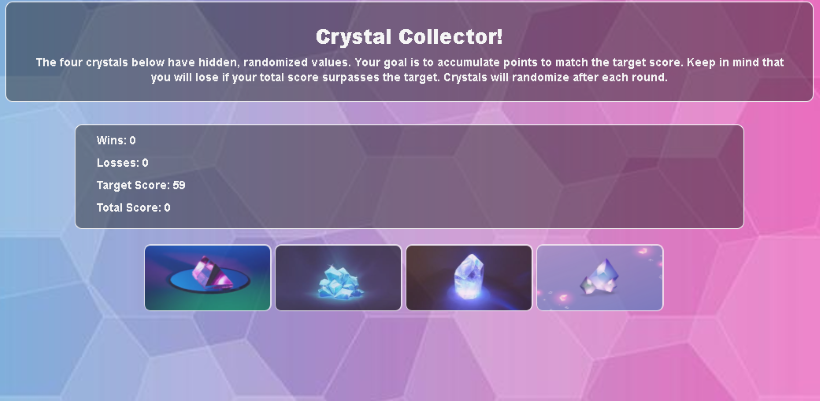 Crystal Collector!
The four crystals below have hidden, randomized values. Your goal is to accumulate points to match the target score. Keep in mind that
you will lose if your total score surpasses the target. Crystals will randomize after each round.
Wins: 0
Losses: 0
Target Score: 59
Total Score: 0